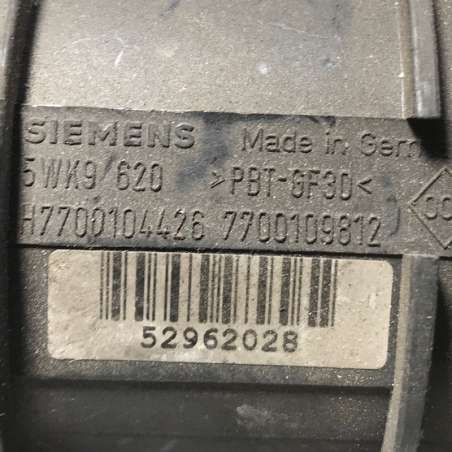 SIEMENS Made in Germ
5WK9 620 >PBT-GF30<
H7700104426 7700109812
52962028